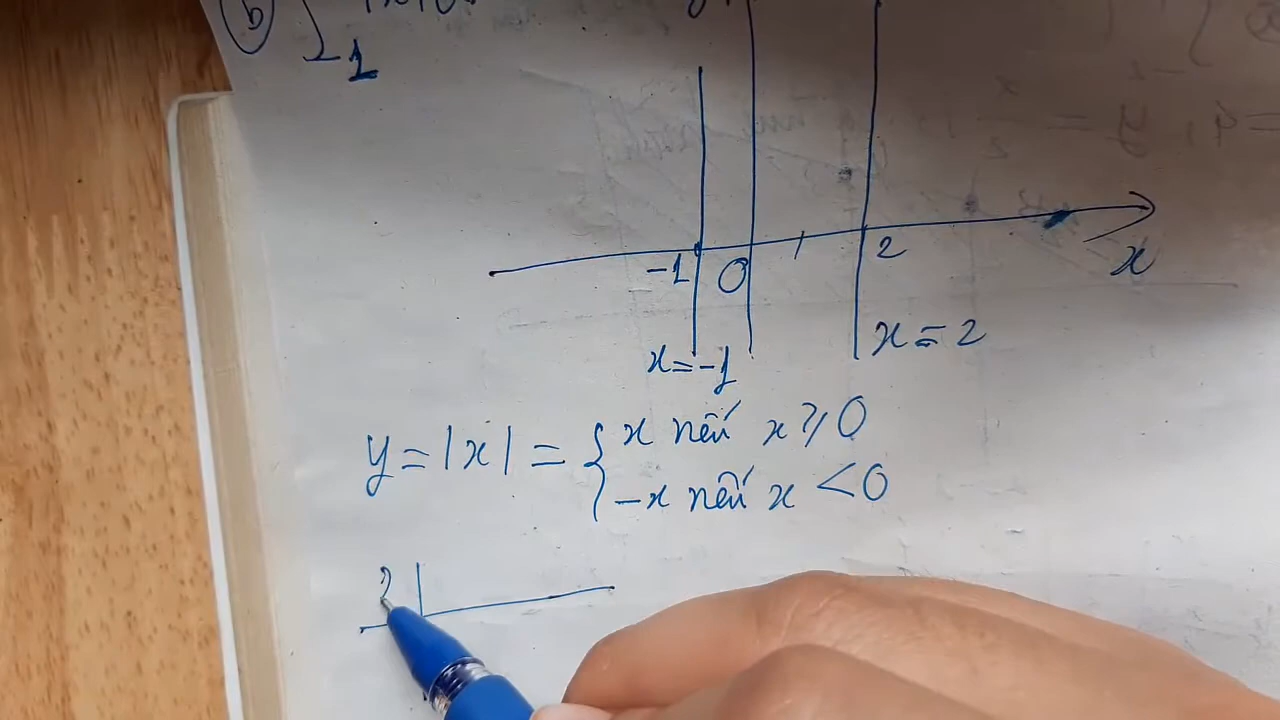 b)
-1
-1 0 2
x
x = -1
x = 2
y = |x| = { x nếu x ≥ 0
-x nếu x < 0